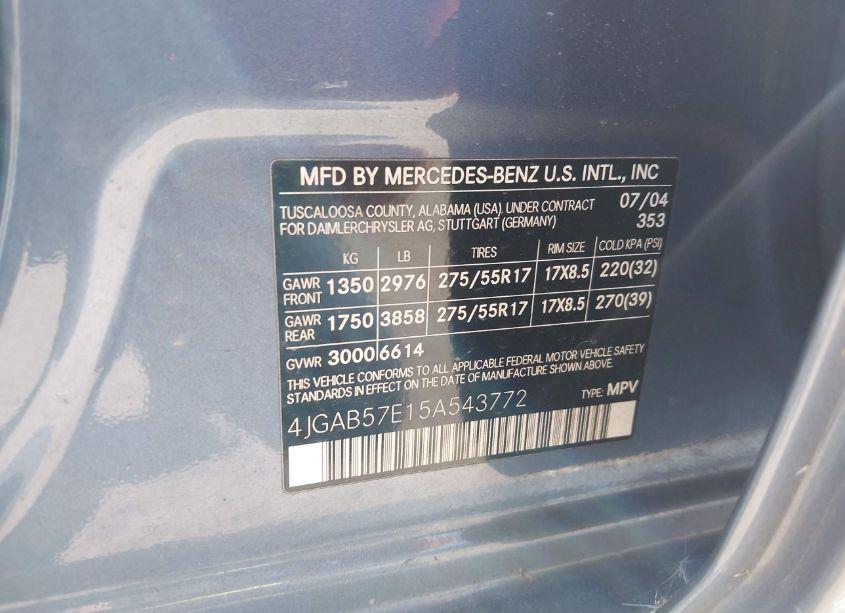 MFD BY MERCEDES-BENZ U.S. INTL., INC
TUSCALOOSA COUNTY, ALABAMA (USA). UNDER CONTRACT 07/04
FOR DAIMLERCHRYSLER AG, STUTTGART (GERMANY) 353
KG LB TIRES RIM SIZE COLD KPA (PSI)
GAWR FRONT 1350 2976 275/55R17 17X8.5 220(32)
GAWR REAR 1750 3858 275/55R17 17X8.5 270(39)
GVWR 3000 6614
THIS VEHICLE CONFORMS TO ALL APPLICABLE FEDERAL MOTOR VEHICLE SAFETY
STANDARDS IN EFFECT ON THE DATE OF MANUFACTURE SHOWN ABOVE.
4JGAB57E15A543772 TYPE: MPV